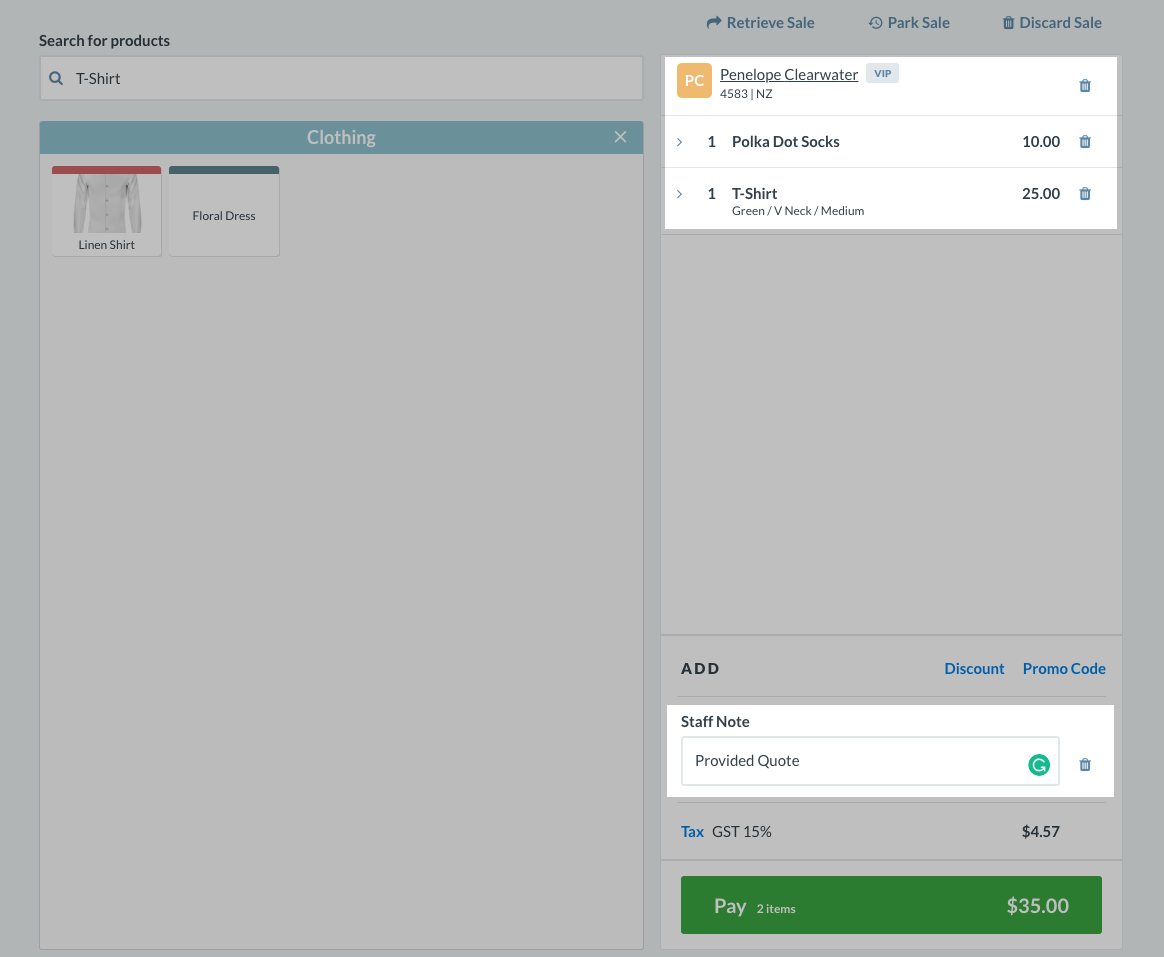 Retrieve Sale Park Sale Discard Sale
Search for products
T-Shirt
Clothing
Linen Shirt
Floral Dress
PC Penelope Clearwater VIP
4583 | NZ
1 Polka Dot Socks 10.00
1 T-Shirt 25.00
Green / V Neck / Medium
ADD Discount Promo Code
Staff Note
Provided Quote
Tax GST 15% $4.57
Pay 2 items $35.00